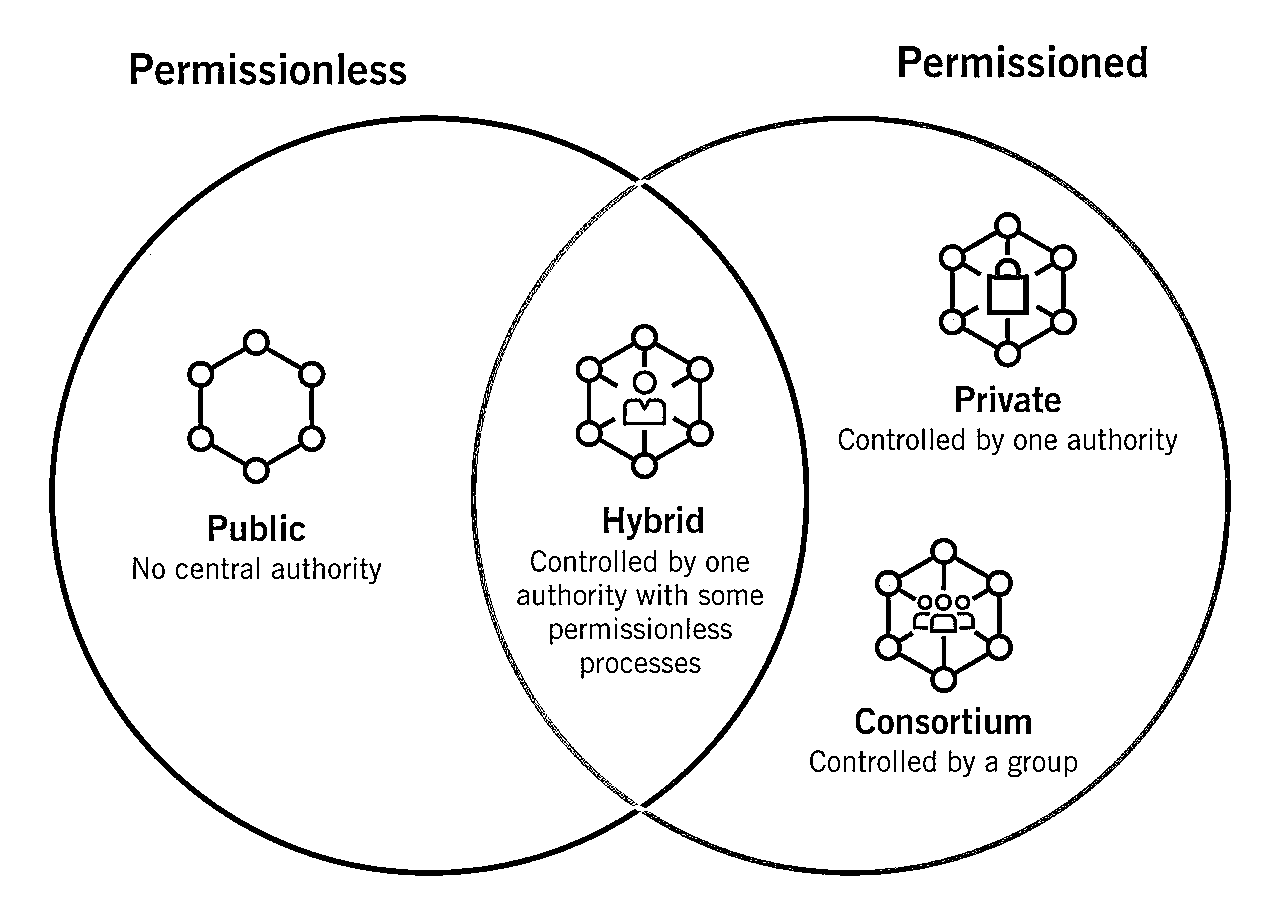 Permissionless
Permissioned
Public
No central authority
Hybrid
Controlled by one
authority with some
permissionless
processes
Private
Controlled by one authority
Consortium
Controlled by a group